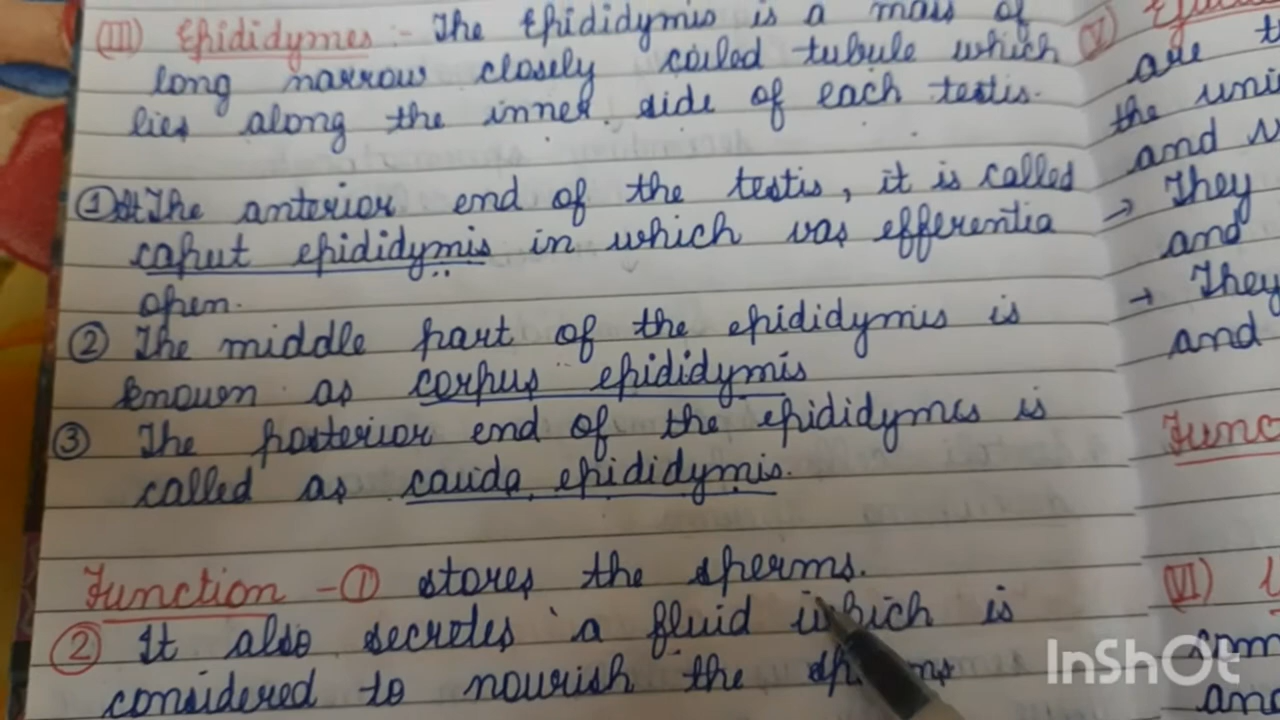 (III) Epididymes :- The Epididymis is a mass of
long narrow closely coiled tubule which
lies along the inner side of each testis.
① The anterior end of the testis, it is called
caput epididymis in which vas efferentia
open.
② The middle part of the epididymis is
known as corpus epididymis
③ The posterior end of the epididymis is
called as cauda epididymis.
Function - ① stores the sperms.
② It also secretes a fluid which is
considered to nourish the sperms
(V)
are
the
and
→ They
and
→ They
and
(VI)
and
InShOt